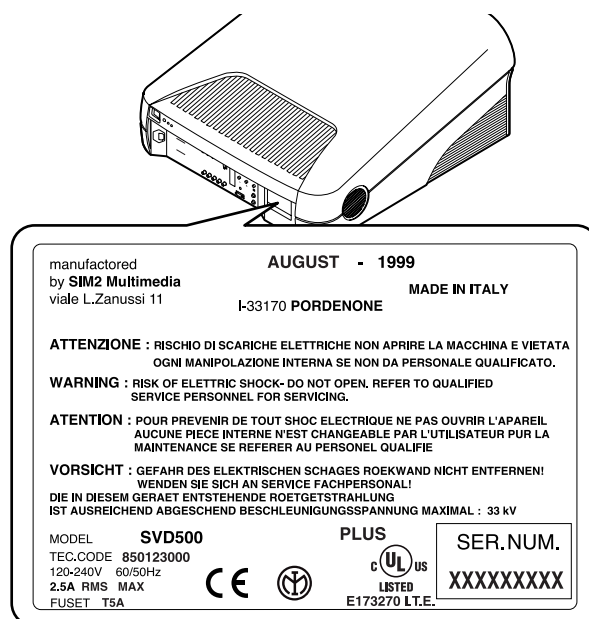 manufactored
by SIM2 Multimedia
viale L.Zanussi 11
AUGUST - 1999
MADE IN ITALY
I-33170 PORDENONE
ATTENZIONE : RISCHIO DI SCARICHE ELETTRICHE NON APRIRE LA MACCHINA E VIETATA
OGNI MANIPOLAZIONE INTERNA SE NON DA PERSONALE QUALIFICATO.
WARNING : RISK OF ELETTRIC SHOCK- DO NOT OPEN. REFER TO QUALIFIED
SERVICE PERSONNEL FOR SERVICING.
ATENTION : POUR PREVENIR DE TOUT SHOC ELECTRIQUE NE PAS OUVRIR L'APAREIL
AUCUNE PIECE INTERNE N'EST CHANGEABLE PAR L'UTILISATEUR PUR LA
MAINTENANCE SE REFERER AU PERSONEL QUALIFIE
VORSICHT : GEFAHR DES ELEKTRISCHEN SCHAGES ROEKWAND NICHT ENTFERNEN!
WENDEN SIE SICH AN SERVICE FACHPERSONAL!
DIE IN DIESEM GERAET ENTSTEHENDE ROETGETSTRAHLUNG
IST AUSREICHEND ABGESCHEND BESCHLEUNIGUNGSSPANNUNG MAXIMAL : 33 kV
MODEL SVD500 PLUS
TEC.CODE 850123000
120-240V 60/50Hz
2.5A RMS MAX
FUSET T5A
CE
c UL us
LISTED
E173270 I.T.E.
SER.NUM.
XXXXXXXXX